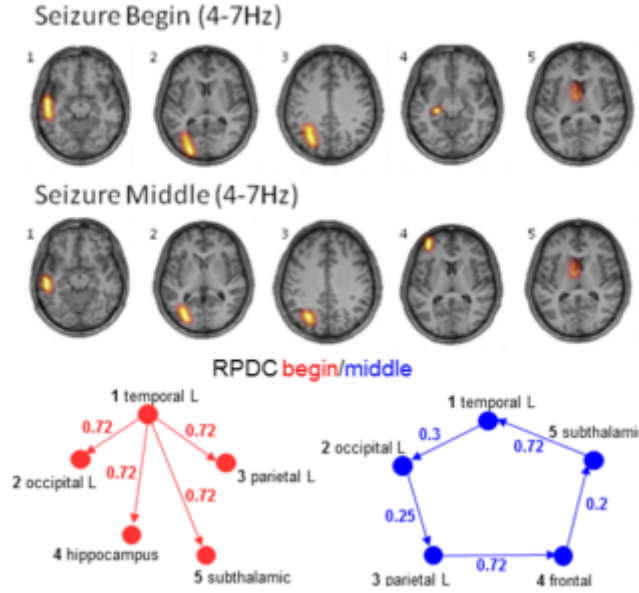 Seizure Begin (4-7Hz)
1 2 3 4 5
Seizure Middle (4-7Hz)
1 2 3 4 5
RPDC begin/middle
1 temporal L
0.72
0.72
2 occipital L
0.72
0.72
3 parietal L
4 hippocampus
5 subthalamic
1 temporal L
5 subthalamic
0.3
0.72
2 occipital L
0.25
0.2
0.72
3 parietal L
4 frontal